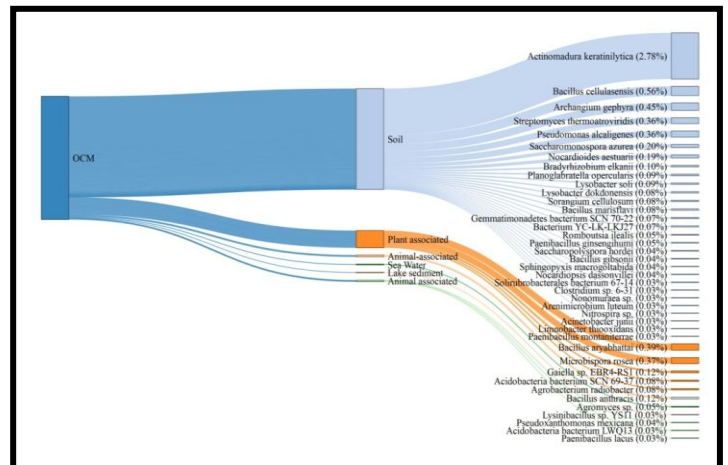 OCM
Soil
Plant associated
Animal-associated
Sea Water
Lake sediment
Animal associated
Actinomadura keratinilytica (2.78%)
Bacillus cellulasensis (0.56%)
Archangium gephyra (0.45%)
Streptomyces thermoatroviridis (0.36%)
Pseudomonas alcaligenes (0.36%)
Saccharomonospora azurea (0.20%)
Nocardioides aestuarii (0.19%)
Bradyrhizobium elkanii (0.10%)
Planoglabratella opercularis (0.09%)
Lysobacter soli (0.09%)
Lysobacter dokdonensis (0.08%)
Sorangium cellulosum (0.08%)
Bacillus marisflavi (0.08%)
Gemmatimonadetes bacterium SCN 70-22 (0.07%)
Bacterium YC-LK-LKJ27 (0.07%)
Romboutsia ilealis (0.05%)
Paenibacillus ginsengihumi (0.05%)
Saccharopolyspora hordei (0.04%)
Bacillus gibsonii (0.04%)
Sphingopyxis macrogoltabida (0.04%)
Nocardiopsis dassonvillei (0.04%)
Solirubrobacterales bacterium 67-14 (0.03%)
Clostridium sp. 6-31 (0.03%)
Nonomuraea sp. (0.03%)
Arenimicrobium luteum (0.03%)
Nitrospira sp. (0.03%)
Acinetobacter junii (0.03%)
Limnobacter thiooxidans (0.03%)
Paenibacillus montaniterrae (0.03%)
Bacillus aryabhattai (0.39%)
Microbispora rosea (0.37%)
Gaiella sp. EBR4-RS1 (0.12%)
Acidobacteria bacterium SCN 69-37 (0.08%)
Agrobacterium radiobacter (0.08%)
Bacillus anthracis (0.12%)
Agromyces sp. (0.05%)
Lysinibacillus sp. YS11 (0.03%)
Pseudoxanthomonas mexicana (0.04%)
Acidobacteria bacterium LWQ13 (0.03%)
Paenibacillus lacus (0.03%)